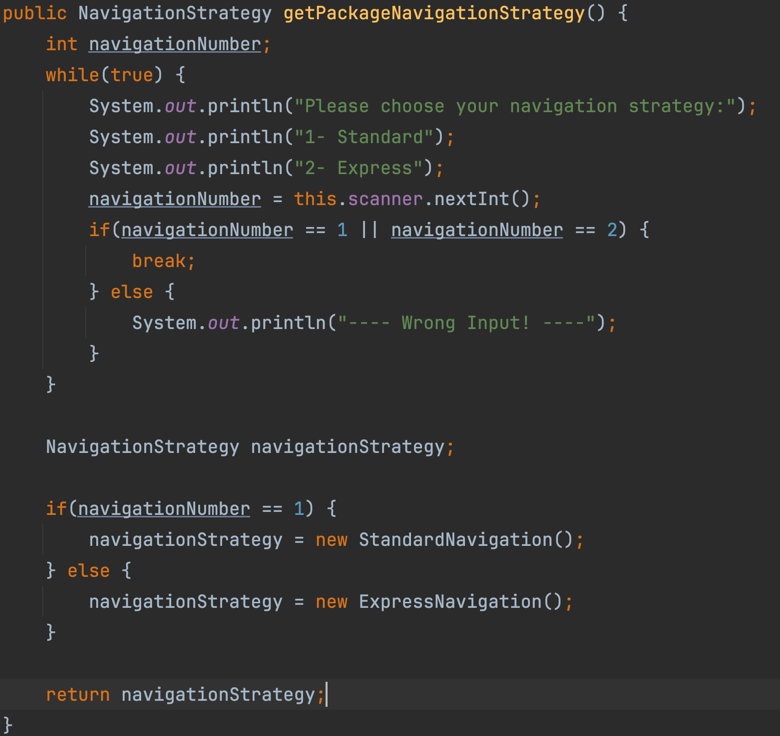 public NavigationStrategy getPackageNavigationStrategy() {
    int navigationNumber;
    while(true) {
        System.out.println("Please choose your navigation strategy:");
        System.out.println("1- Standard");
        System.out.println("2- Express");
        navigationNumber = this.scanner.nextInt();
        if(navigationNumber == 1 || navigationNumber == 2) {
            break;
        } else {
            System.out.println("---- Wrong Input! ----");
        }
    }

    NavigationStrategy navigationStrategy;

    if(navigationNumber == 1) {
        navigationStrategy = new StandardNavigation();
    } else {
        navigationStrategy = new ExpressNavigation();
    }

    return navigationStrategy;
}